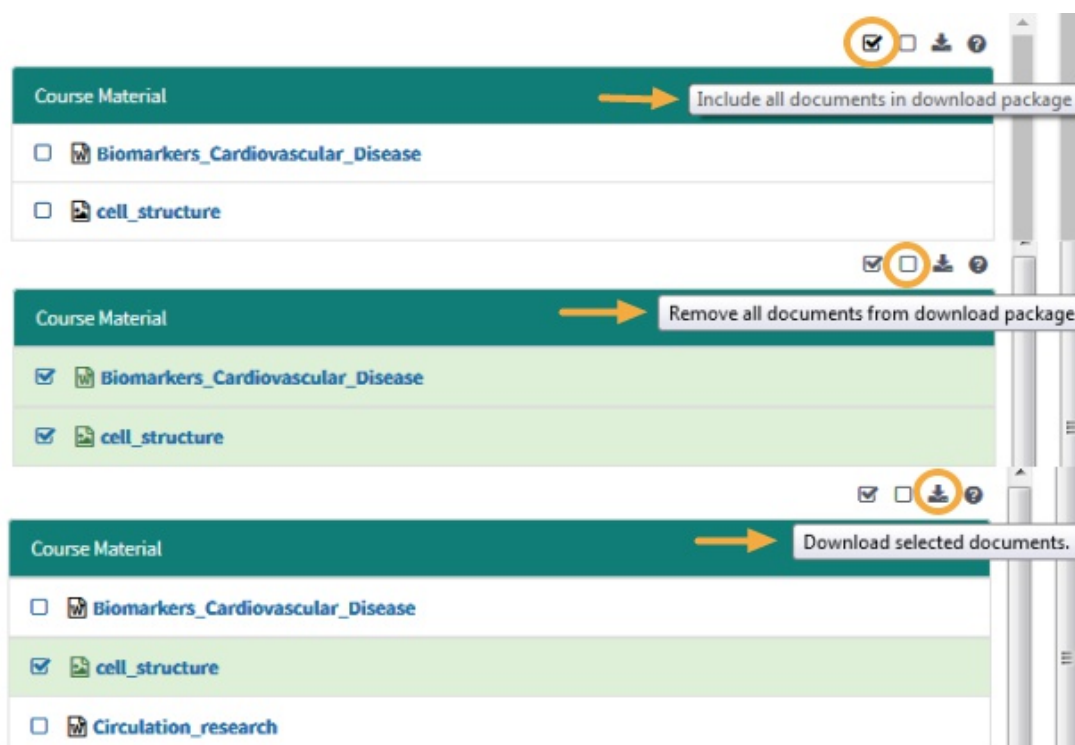 Course Material
Include all documents in download package
Biomarkers_Cardiovascular_Disease
cell_structure
Course Material
Remove all documents from download package
Biomarkers_Cardiovascular_Disease
cell_structure
Course Material
Download selected documents.
Biomarkers_Cardiovascular_Disease
cell_structure
Circulation_research